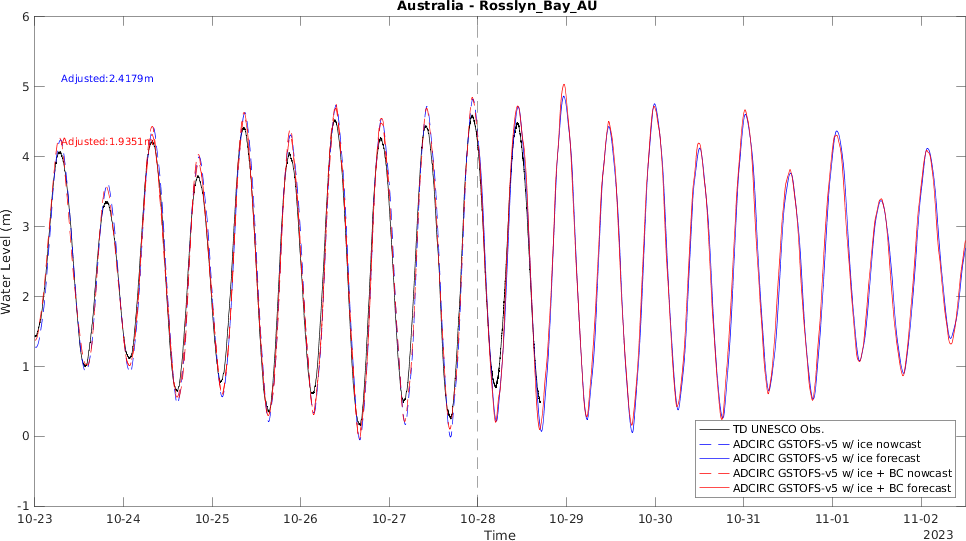 Australia - Rosslyn_Bay_AU
6
5
4
3
2
1
0
-1
Water Level (m)
Adjusted:2.4179m
Adjusted:1.9351m
TD UNESCO Obs.
ADCIRC GSTOFS-v5 w/ ice nowcast
ADCIRC GSTOFS-v5 w/ ice forecast
ADCIRC GSTOFS-v5 w/ ice + BC nowcast
ADCIRC GSTOFS-v5 w/ ice + BC forecast
10-23 10-24 10-25 10-26 10-27 10-28 10-29 10-30 10-31 11-01 11-02
Time
2023